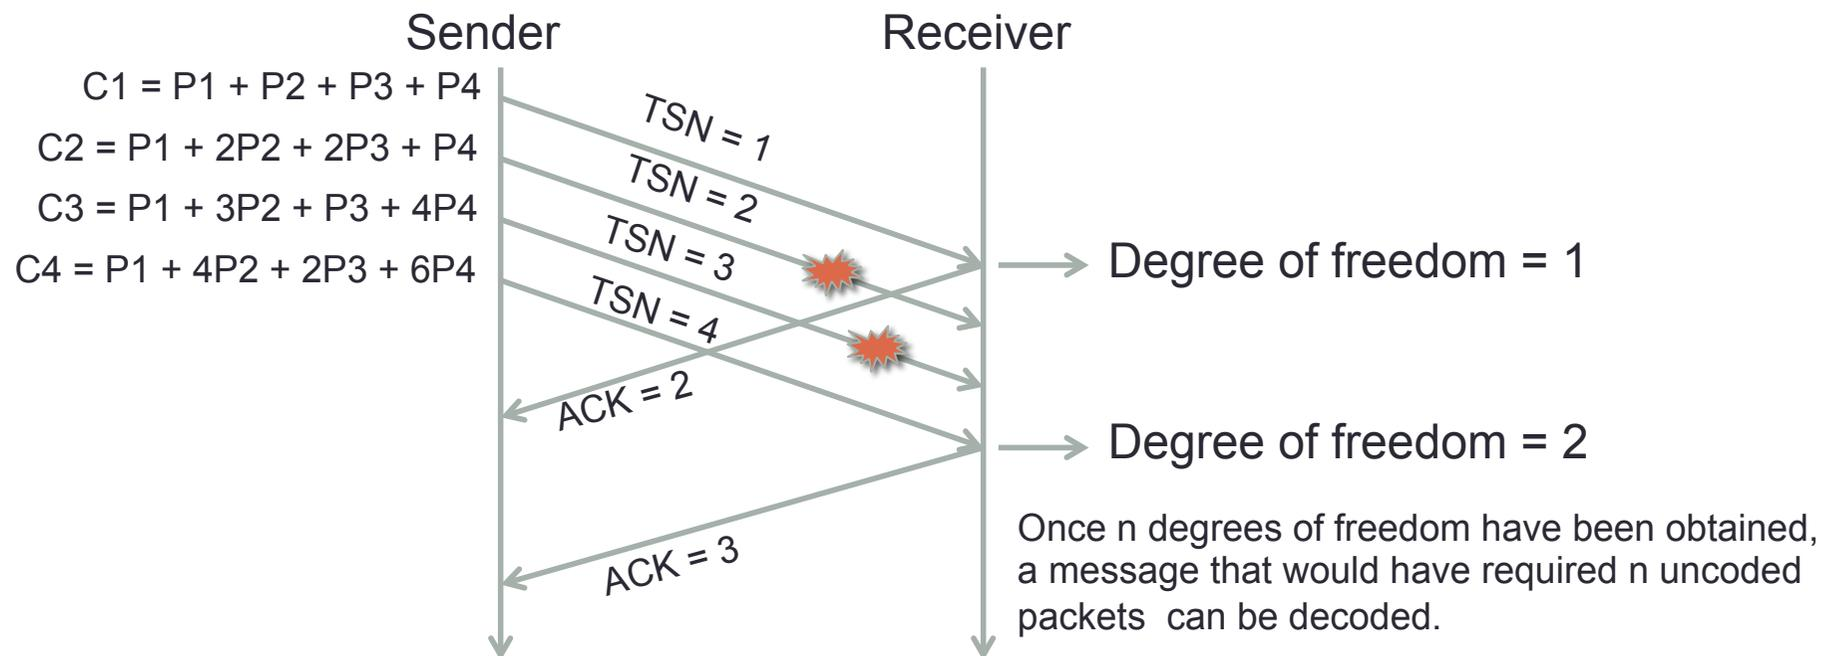 Sender
Receiver
C1 = P1 + P2 + P3 + P4
C2 = P1 + 2P2 + 2P3 + P4
C3 = P1 + 3P2 + P3 + 4P4
C4 = P1 + 4P2 + 2P3 + 6P4
TSN = 1
TSN = 2
TSN = 3
TSN = 4
Degree of freedom = 1
ACK = 2
Degree of freedom = 2
ACK = 3
Once n degrees of freedom have been obtained,
a message that would have required n uncoded
packets can be decoded.